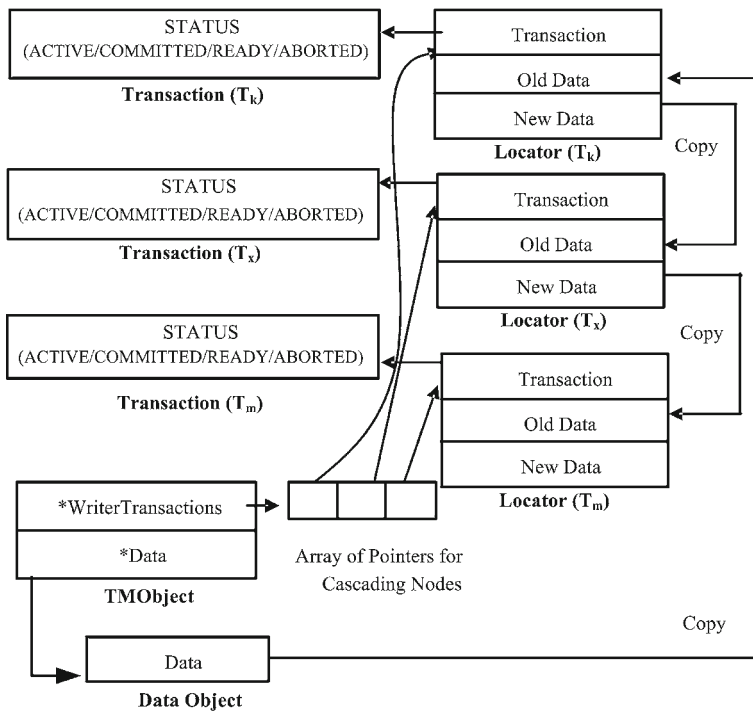 STATUS
(ACTIVE/COMMITTED/READY/ABORTED)
Transaction (Tk)
Transaction
Old Data
New Data
Locator (Tk)
Copy
STATUS
(ACTIVE/COMMITTED/READY/ABORTED)
Transaction (Tx)
Transaction
Old Data
New Data
Locator (Tx)
Copy
STATUS
(ACTIVE/COMMITTED/READY/ABORTED)
Transaction (Tm)
Transaction
Old Data
New Data
Locator (Tm)
*WriterTransactions
*Data
TMObject
Array of Pointers for
Cascading Nodes
Copy
Data
Data Object